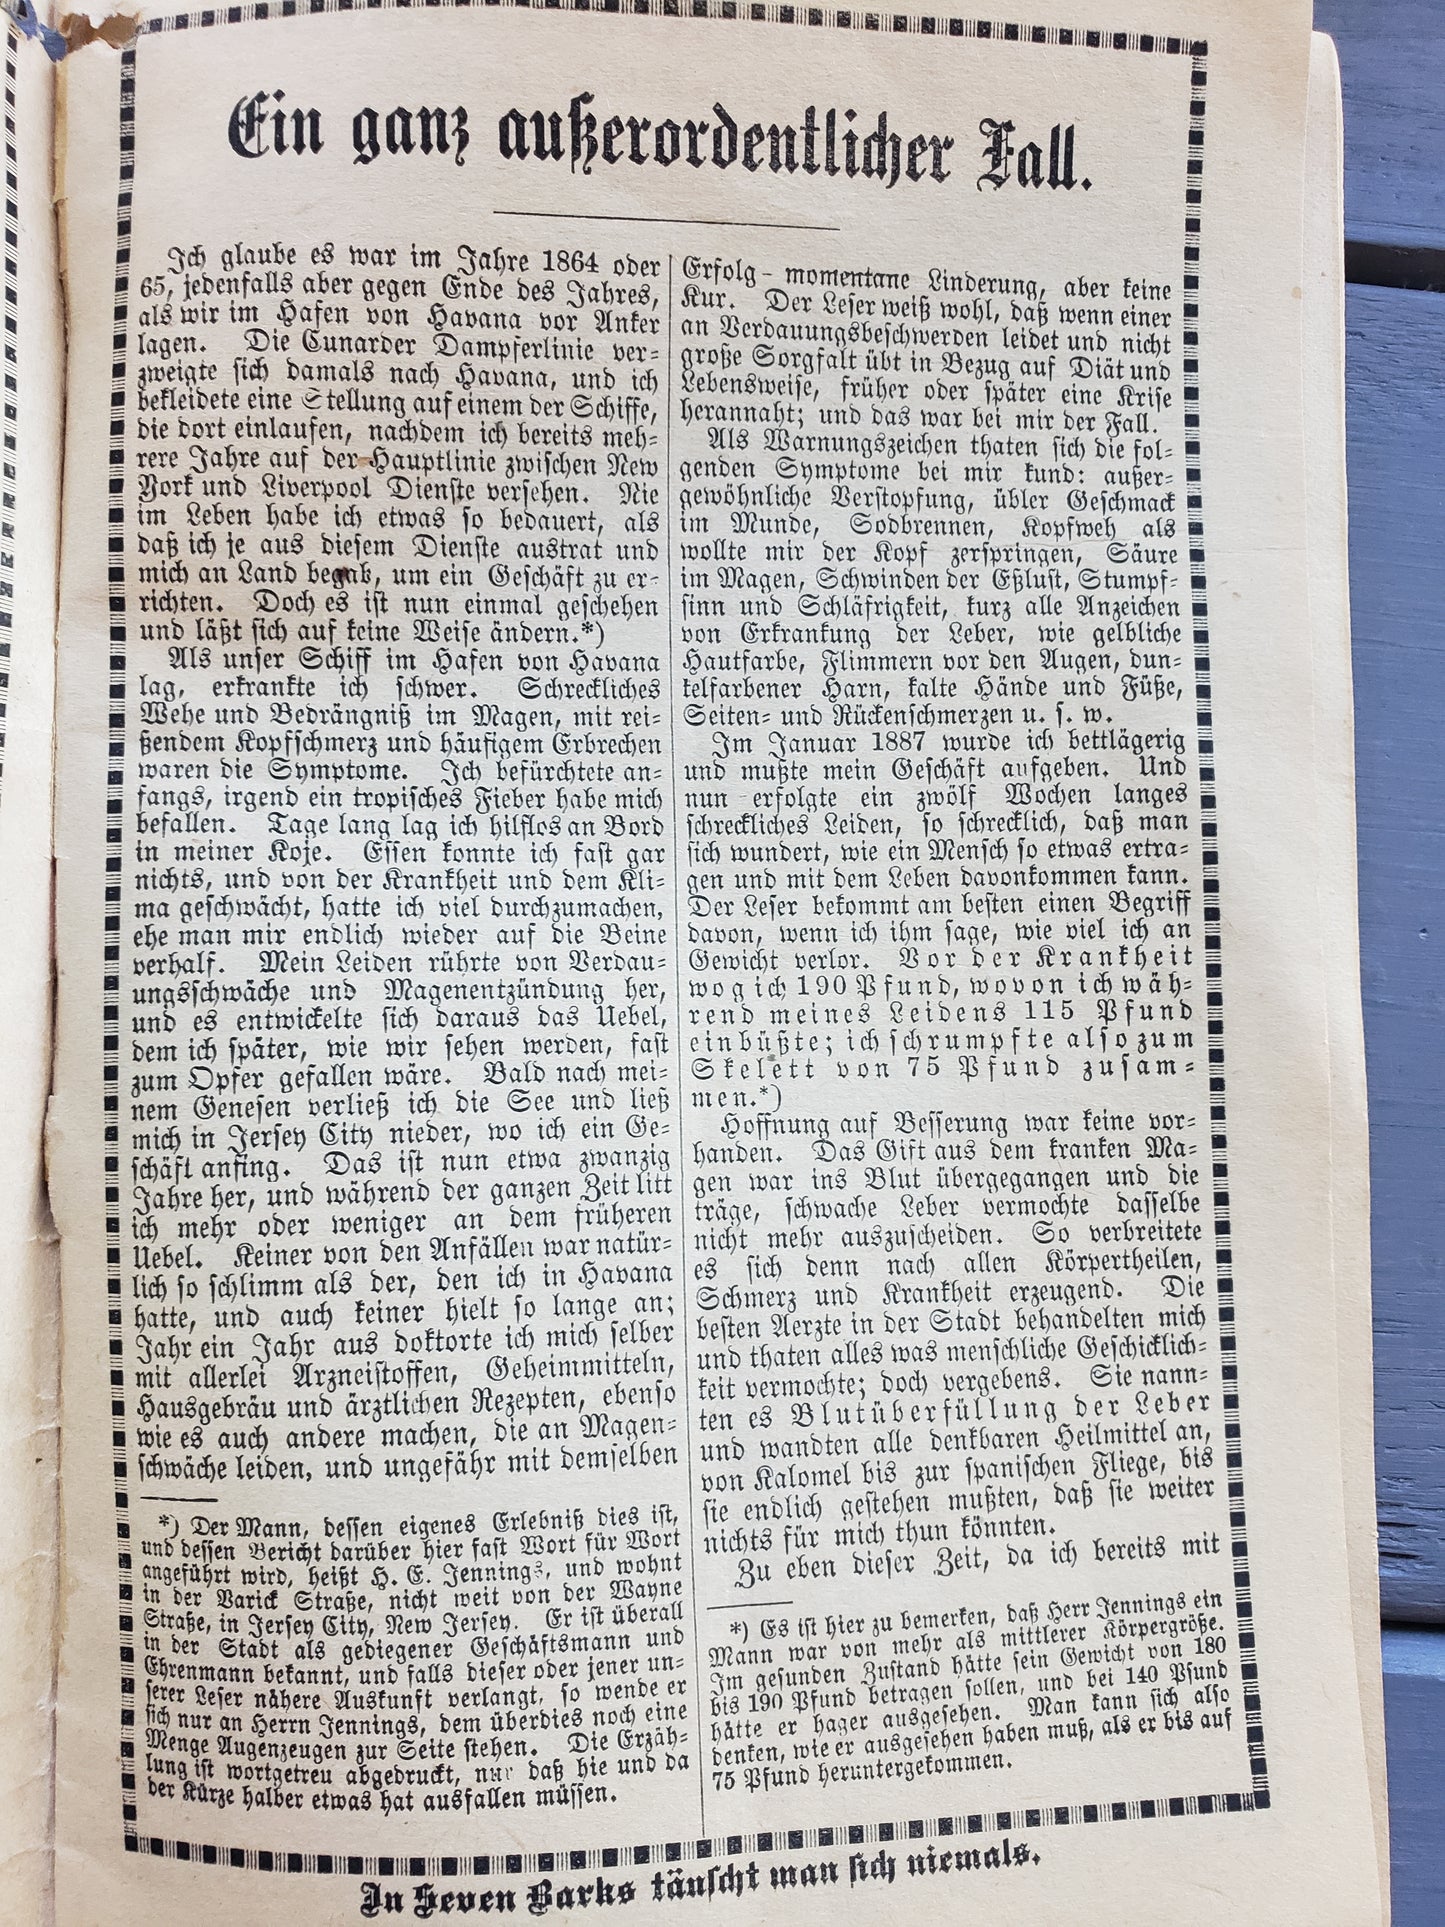 Ein ganz außerordentlicher Fall.
Ich glaube es war im Jahre 1864 oder
65, jedenfalls aber gegen Ende des Jahres,
als wir im Hafen von Havana vor Anker
lagen. Die Cunarder Dampferlinie ver=
zweigte sich damals nach Havana, und ich
bekleidete eine Stellung auf einem der Schiffe,
die dort einlaufen, nachdem ich bereits meh=
rere Jahre auf der Hauptlinie zwischen New
York und Liverpool Dienste versehen. Nie
im Leben habe ich etwas so bedauert, als
daß ich je aus diesem Dienste austrat und
mich an Land begab, um ein Geschäft zu er=
richten. Doch es ist nun einmal geschehen
und läßt sich auf keine Weise ändern.*)
Als unser Schiff im Hafen von Havana
lag, erkrankte ich schwer. Schreckliches
Wehe und Bedrängniß im Magen, mit rei=
ßendem Kopfschmerz und häufigem Erbrechen
waren die Symptome. Ich befürchtete an=
fangs, irgend ein tropisches Fieber habe mich
befallen. Tage lang lag ich hilflos an Bord
in meiner Koje. Essen konnte ich fast gar
nichts, und von der Krankheit und dem Kli=
ma geschwächt, hatte ich viel durchzumachen,
ehe man mir endlich wieder auf die Beine
verhalf. Mein Leiden rührte von Verdau=
ungsschwäche und Magenentzündung her,
und es entwickelte sich daraus das Uebel,
dem ich später, wie wir sehen werden, fast
zum Opfer gefallen wäre. Bald nach mei=
nem Genesen verließ ich die See und ließ
mich in Jersey City nieder, wo ich ein Ge=
schäft anfing. Das ist nun etwa zwanzig
Jahre her, und während der ganzen Zeit litt
ich mehr oder weniger an dem früheren
Uebel. Keiner von den Anfällen war natür=
lich so schlimm als der, den ich in Havana
hatte, und auch keiner hielt so lange an;
Jahr ein Jahr aus doktorte ich mich selber
mit allerlei Arzneistoffen, Geheimmitteln,
Hausgebräu und ärztlichen Rezepten, ebenso
wie es auch andere machen, die an Magen=
schwäche leiden, und ungefähr mit demselben
*) Der Mann, dessen eigenes Erlebniß dies ist,
und dessen Bericht darüber hier fast Wort für Wort
angeführt wird, heißt H. E. Jennings, und wohnt
in der Varick Straße, nicht weit von der Wayne
Straße, in Jersey City, New Jersey. Er ist überall
in der Stadt als gediegener Geschäftsmann und
Ehrenmann bekannt, und falls dieser oder jener un=
serer Leser nähere Auskunft verlangt, so wende er
sich nur an Herrn Jennings, dem überdies noch eine
Menge Augenzeugen zur Seite stehen. Die Erzäh=
lung ist wortgetreu abgedruckt, nur daß hie und da
der Kürze halber etwas hat ausfallen müssen.
Erfolg - momentane Linderung, aber keine
Kur. Der Leser weiß wohl, daß wenn einer
an Verdauungsbeschwerden leidet und nicht
große Sorgfalt übt in Bezug auf Diät und
Lebensweise, früher oder später eine Krise
herannaht; und das war bei mir der Fall.
Als Warnungszeichen thaten sich die fol=
genden Symptome bei mir kund: außer=
gewöhnliche Verstopfung, übler Geschmack
im Munde, Sodbrennen, Kopfweh als
wollte mir der Kopf zerspringen, Säure
im Magen, Schwinden der Eßlust, Stumpf=
sinn und Schläfrigkeit, kurz alle Anzeichen
von Erkrankung der Leber, wie gelbliche
Hautfarbe, Flimmern vor den Augen, dun=
kelfarbener Harn, kalte Hände und Füße,
Seiten= und Rückenschmerzen u. s. w.
Im Januar 1887 wurde ich bettlägerig
und mußte mein Geschäft aufgeben. Und
nun erfolgte ein zwölf Wochen langes
schreckliches Leiden, so schrecklich, daß man
sich wundert, wie ein Mensch so etwas ertra=
gen und mit dem Leben davonkommen kann.
Der Leser bekommt am besten einen Begriff
davon, wenn ich ihm sage, wie viel ich an
Gewicht verlor. Vor der Krankheit
wog ich 190 Pfund, wovon ich wäh=
rend meines Leidens 115 Pfund
einbüßte; ich schrumpfte also zum
Skelett von 75 Pfund zusam=
men.*)
Hoffnung auf Besserung war keine vor=
handen. Das Gift aus dem kranken Ma=
gen war ins Blut übergegangen und die
träge, schwache Leber vermochte dasselbe
nicht mehr auszuscheiden. So verbreitete
es sich denn nach allen Körpertheilen,
Schmerz und Krankheit erzeugend. Die
besten Aerzte in der Stadt behandelten mich
und thaten alles was menschliche Geschicklich=
keit vermochte; doch vergebens. Sie nann=
ten es Blutüberfüllung der Leber
und wandten alle denkbaren Heilmittel an,
von Kalomel bis zur spanischen Fliege, bis
sie endlich gestehen mußten, daß sie weiter
nichts für mich thun könnten.
Zu eben dieser Zeit, da ich bereits mit
*) Es ist hier zu bemerken, daß Herr Jennings ein
Mann war von mehr als mittlerer Körpergröße.
Im gesunden Zustand hätte sein Gewicht von 180
bis 190 Pfund betragen sollen, und bei 140 Pfund
hätte er hager ausgesehen. Man kann sich also
denken, wie er ausgesehen haben muß, als er bis auf
75 Pfund heruntergekommen.
In Seven Barks täuscht man sich niemals.